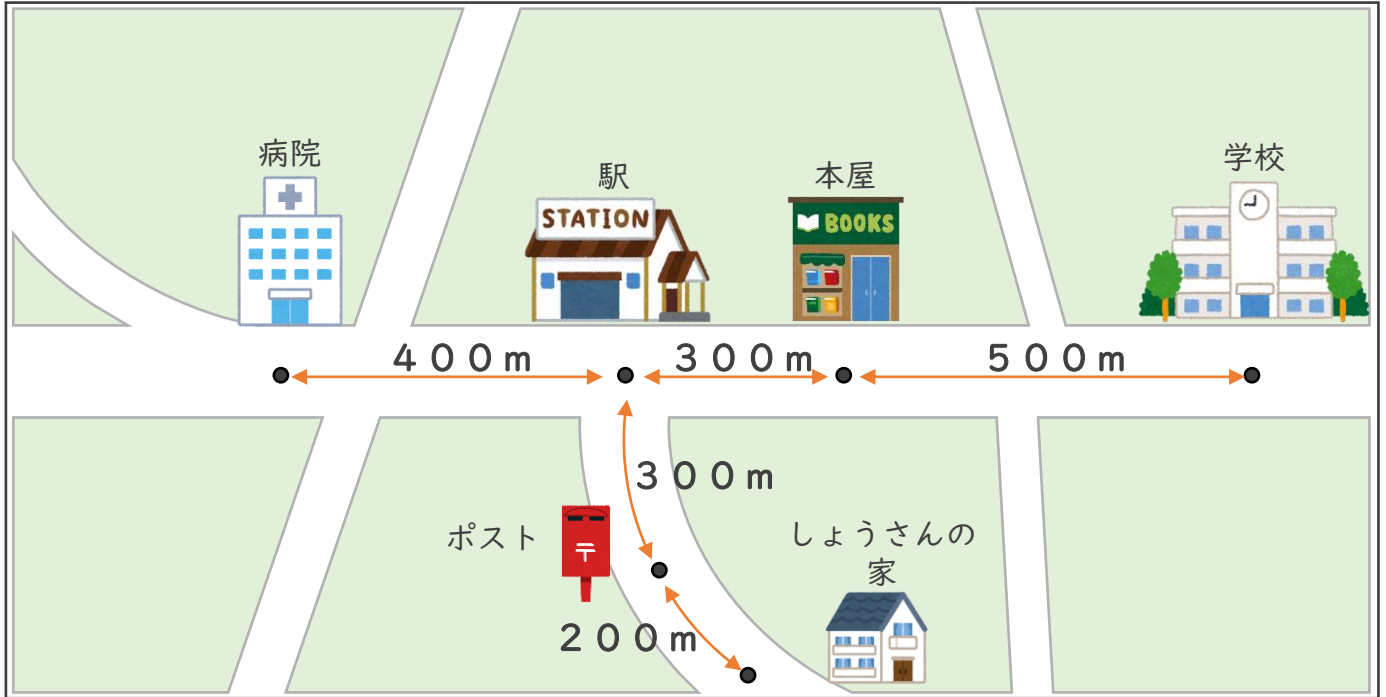 病院
駅
本屋
学校
STATION
BOOKS
400m
300m
500m
300m
ポスト
〒
しょうさんの
家
200m